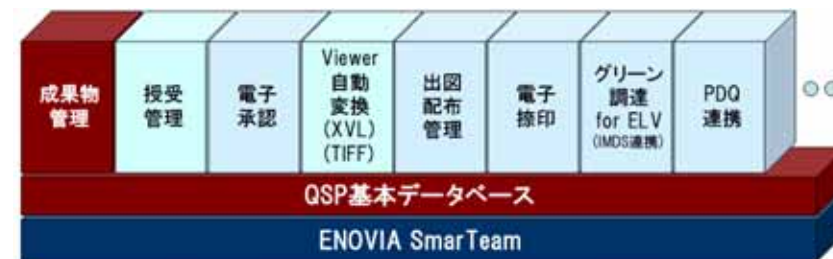 成果物
管理
授受
管理
電子
承認
Viewer
自動
変換
(XVL)
(TIFF)
出図
配布
管理
電子
捺印
グリーン
調達
for ELV
(IMDS連携)
PDQ
連携
QSP基本データベース
ENOVIA SmarTeam